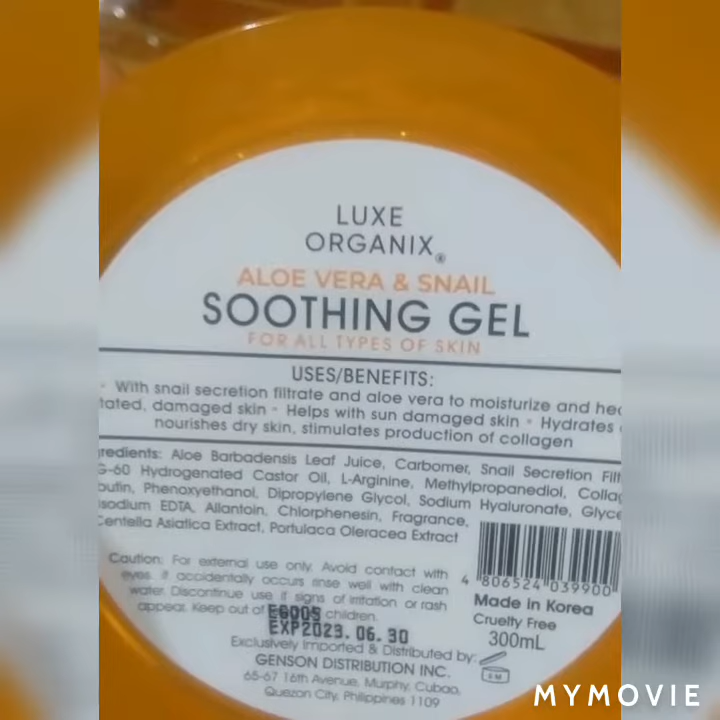 LUXE
ORGANIX®
ALOE VERA & SNAIL
SOOTHING GEL
FOR ALL TYPES OF SKIN
USES/BENEFITS:
With snail secretion filtrate and aloe vera to moisturize and
damaged skin • Helps with sun damaged skin • Hydrates
nourishes dry skin, stimulates production of collagen
Aloe Barbadensis Leaf Juice, Carbomer, Snail Secretion
G-60 Hydrogenated Castor Oil, L-Arginine, Methylpropanediol,
Phenoxyethanol, Dipropylene Glycol, Sodium Hyaluronate,
EDTA, Allantoin, Chlorphenesin, Fragrance,
Centella Asiatica Extract, Portulaca Oleracea Extract
Caution: For external use only. Avoid contact with
eyes. If accidentally occurs rinse well with clean
water. Discontinue use if signs of irritation or rash
appear. Keep out of children.
EXP2023.06.30
4 806524 039900
Made in Korea
Cruelty Free
300mL
6M
Exclusively Imported & Distributed by:
GENSON DISTRIBUTION INC.
65-67 16th Avenue, Murphy, Cubao,
Quezon City, Philippines 1109
MYMOVIE